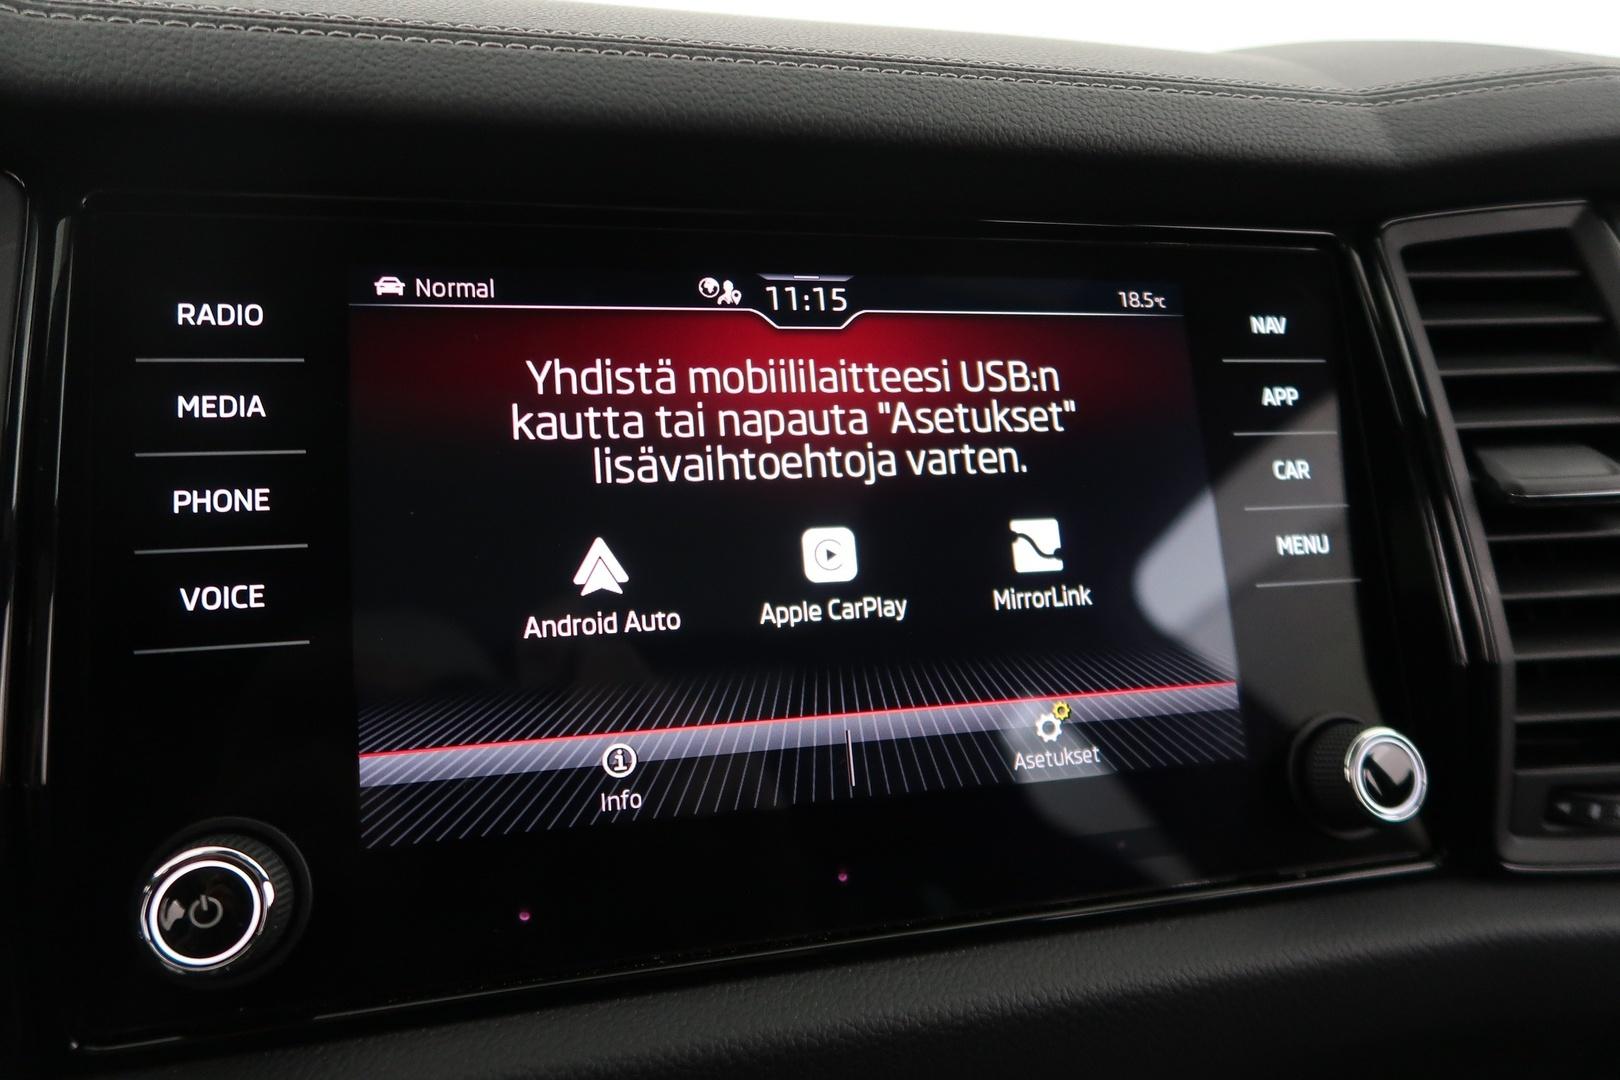 RADIO
MEDIA
PHONE
VOICE
Normal
11:15
18.5°C
Yhdistä mobiililaitteesi USB:n
kautta tai napauta "Asetukset"
lisävaihtoehtoja varten.
Android Auto
Apple CarPlay
MirrorLink
Info
Asetukset
NAV
APP
CAR
MENU